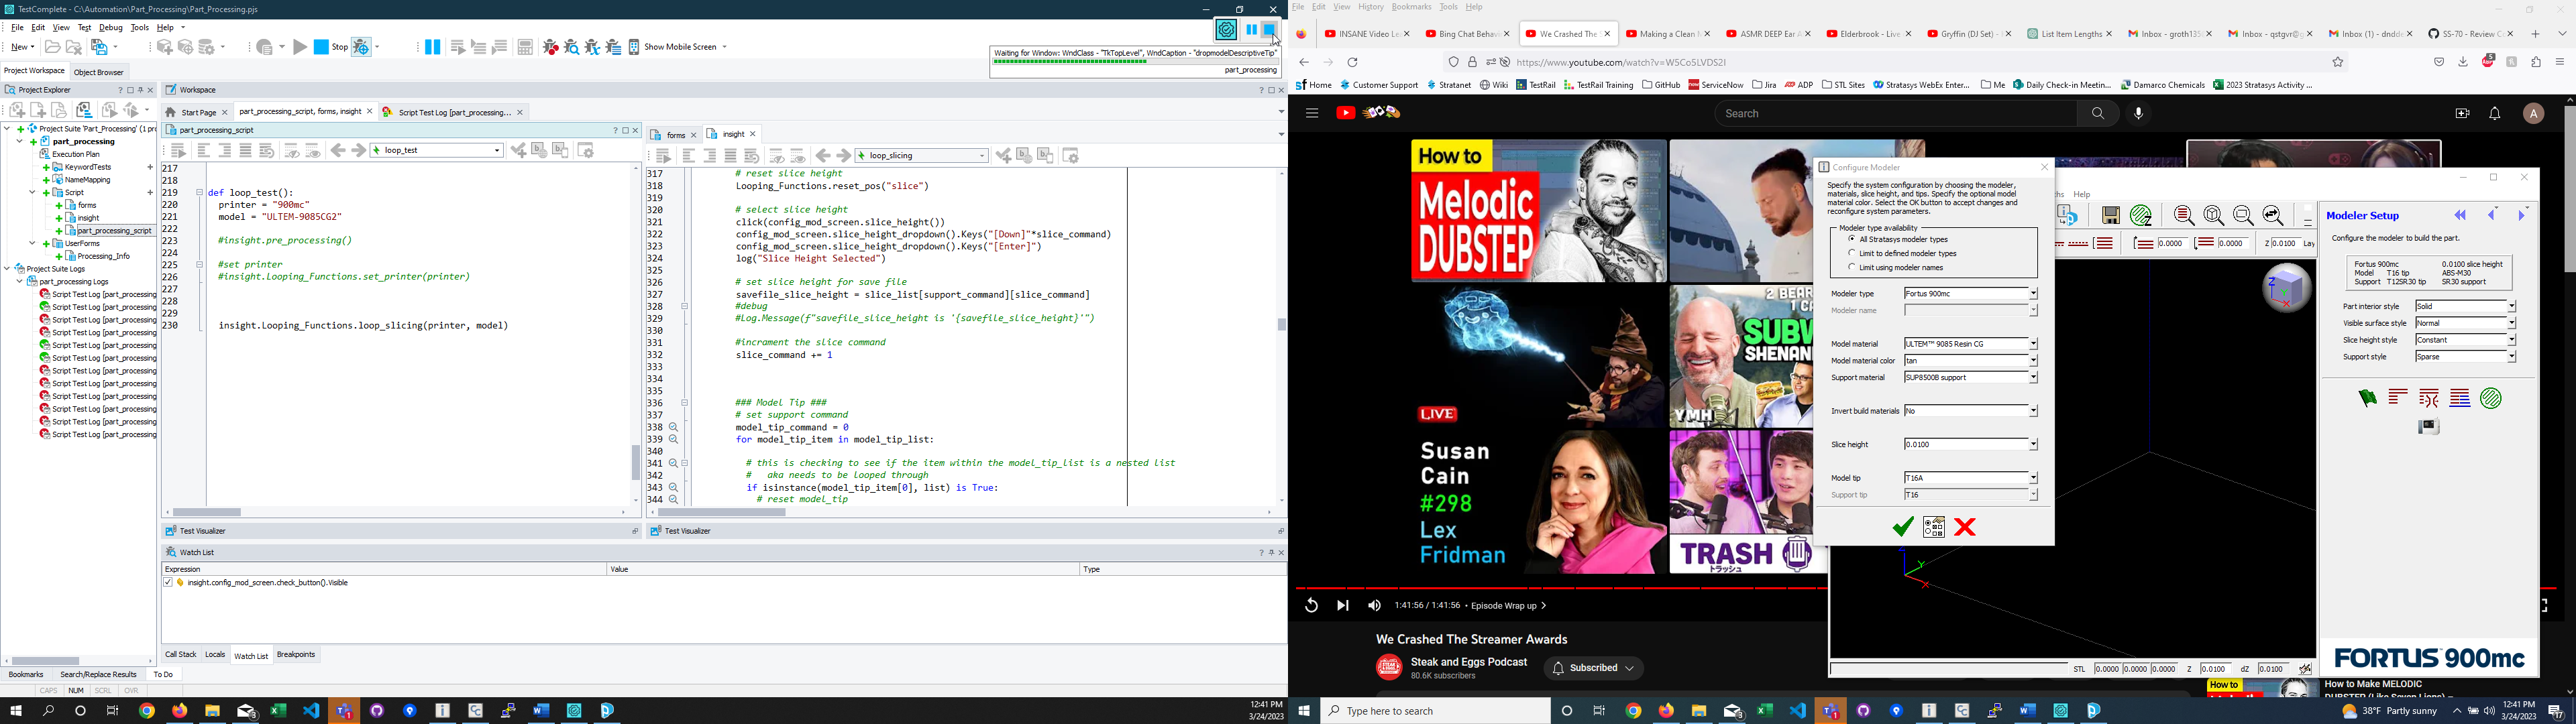 TestComplete - C:\Automation\Part_Processing\Part_Processing.pjs
File Edit View Test Debug Tools Help
New
Stop
Show Mobile Screen
Waiting for Window: WndClass - "TkTopLevel", WndCaption - "dropmodelDescriptiveTip"
part_processing
Project Workspace
Object Browser
Project Explorer
Project Suite 'Part_Processing' (1 pro
part_processing
Execution Plan
KeywordTests
NameMapping
Script
forms
insight
part_processing_script
UserForms
Processing_Info
Project Suite Logs
part_processing Logs
Script Test Log [part_processing
Script Test Log [part_processing
Script Test Log [part_processing
Script Test Log [part_processing
Script Test Log [part_processing
Script Test Log [part_processing
Script Test Log [part_processing
Script Test Log [part_processing
Script Test Log [part_processing
Script Test Log [part_processing
Script Test Log [part_processing
Script Test Log [part_processing
Bookmarks Search/Replace Results To Do
CAPS NUM SCRL OVR
Workspace
Start Page
part_processing_script, forms, insight
Script Test Log [part_processing...
part_processing_script
loop_test
217
218
219 def loop_test():
220 printer = "900mc"
221 model = "ULTEM-9085CG2"
222
223 #insight.pre_processing()
224
225 #set printer
226 #insight.Looping_Functions.set_printer(printer)
227
228
229
230 insight.Looping_Functions.loop_slicing(printer, model)
forms
insight
loop_slicing
317 # reset slice height
318 Looping_Functions.reset_pos("slice")
319
320 # select slice height
321 click(config_mod_screen.slice_height())
322 config_mod_screen.slice_height_dropdown().Keys("[Down]"*slice_command)
323 config_mod_screen.slice_height_dropdown().Keys("[Enter]")
324 log("Slice Height Selected")
325
326 # set slice height for save file
327 savefile_slice_height = slice_list[support_command][slice_command]
328 #debug
329 #Log.Message(f"savefile_slice_height is '{savefile_slice_height}'")
330
331 #incrament the slice command
332 slice_command += 1
333
334
335
336 ### Model Tip ###
337 # set support command
338 model_tip_command = 0
339 for model_tip_item in model_tip_list:
340
341 # this is checking to see if the item within the model_tip_list is a nested list
342 # aka needs to be looped through
343 if isinstance(model_tip_item[0], list) is True:
344 # reset model_tip
Test Visualizer
Test Visualizer
Watch List
Expression Value Type
insight.config_mod_screen.check_button().Visible
Call Stack Locals Watch List Breakpoints
12:41 PM
3/24/2023
File Edit View History Bookmarks Tools Help
INSANE Video Le
Bing Chat Behavi
We Crashed The
Making a Clean M
ASMR DEEP Ear A
Elderbrook - Live
Gryffin (DJ Set) -
List Item Lengths
Inbox - groth135
Inbox - qstgvr@g
Inbox (1) - dndde
SS-70 - Review C
https://www.youtube.com/watch?v=W5CoSLVDS2I
Home Customer Support Stratanet Wiki TestRail TestRail Training GitHub ServiceNow Jira ADP STL Sites Stratasys WebEx Enter... Me Daily Check-in Meetin... Damarco Chemicals 2023 Stratasys Activity ...
Search
A
How to
Melodic
DUBSTEP
LIVE
Susan
Cain
#298
Lex
Fridman
2 BEAR
SUBW
SHENAN
YMH
TRASH
トラッシュ
1:41:56 / 1:41:56 • Episode Wrap up
We Crashed The Streamer Awards
Steak and Eggs Podcast
80.6K subscribers
Subscribed
How to
How to Make MELODIC
Configure Modeler
Specify the system configuration by choosing the modeler,
materials, slice height, and tips. Specify the optional model
material color. Select the OK button to accept changes and
reconfigure system parameters.
Modeler type availability
All Stratasys modeler types
Limit to defined modeler types
Limit using modeler names
Modeler type Fortus 900mc
Modeler name
Model material ULTEM™ 9085 Resin CG
Model material color tan
Support material SUP8500B support
Invert build materials No
Slice height 0.0100
Model tip T16A
Support tip T16
Help
0.0000 0.0000 Z 0.0100 Lay
Modeler Setup
Configure the modeler to build the part.
Fortus 900mc 0.0100 slice height
Model T16 tip ABS-M30
Support T12SR30 tip SR30 support
Part interior style Solid
Visible surface style Normal
Slice height style Constant
Support style Sparse
Z
Y
X
FORTUS 900mc
STL 0.0000 0.0000 0.0000 Z 0.0100 dZ 0.0100
Type here to search
38°F Partly sunny
12:41 PM
3/24/2023